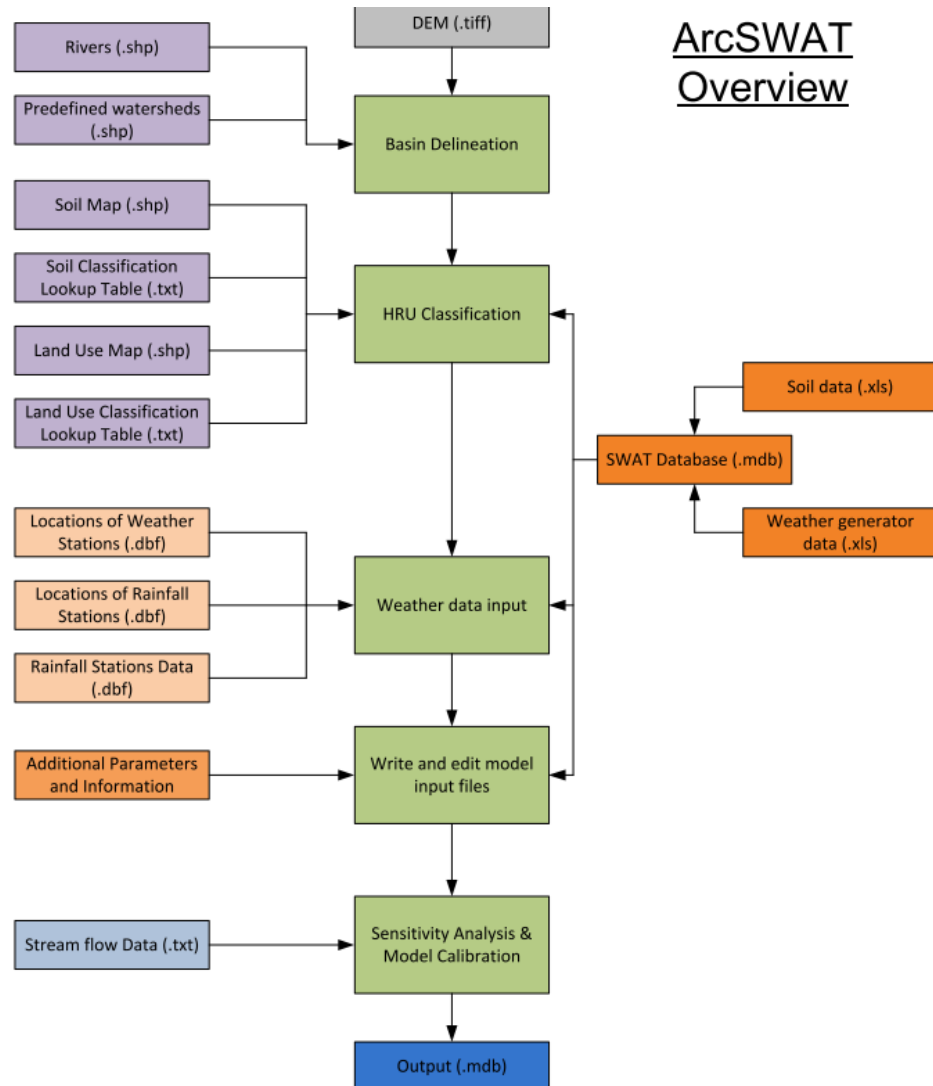 DEM (.tiff)
ArcSWAT
Overview
Rivers (.shp)
Predefined watersheds
(.shp)
Basin Delineation
Soil Map (.shp)
Soil Classification
Lookup Table (.txt)
HRU Classification
Land Use Map (.shp)
Land Use Classification
Lookup Table (.txt)
Soil data (.xls)
SWAT Database (.mdb)
Weather generator
data (.xls)
Locations of Weather
Stations (.dbf)
Locations of Rainfall
Stations (.dbf)
Weather data input
Rainfall Stations Data
(.dbf)
Additional Parameters
and Information
Write and edit model
input files
Stream flow Data (.txt)
Sensitivity Analysis &
Model Calibration
Output (.mdb)